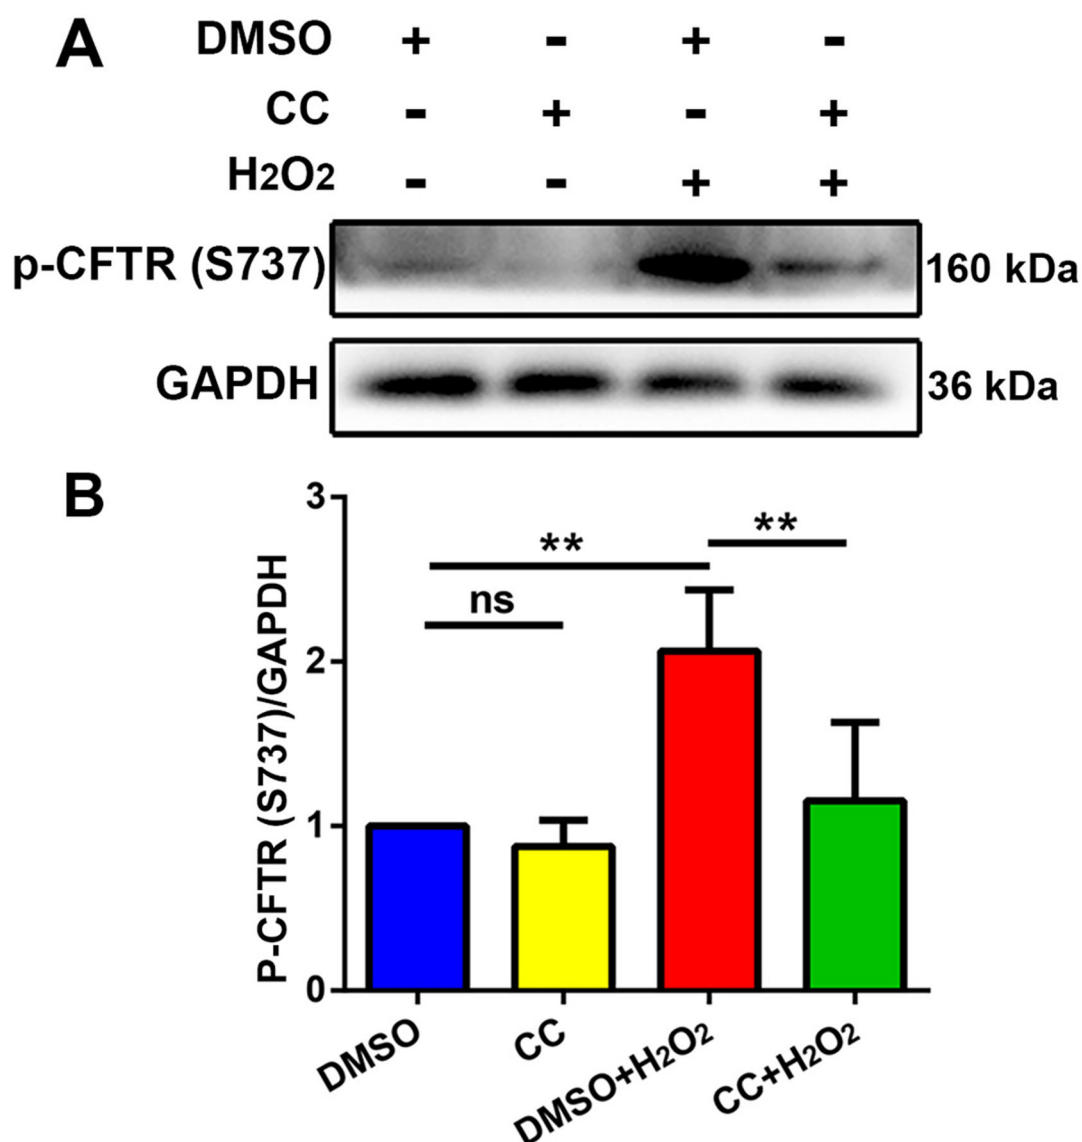 A
DMSO + - + -
CC - + - +
H2O2 - - + +
p-CFTR (S737) 160 kDa
GAPDH 36 kDa
B
P-CFTR (S737)/GAPDH
3
2
1
0
**
**
ns
DMSO
CC
DMSO+H2O2
CC+H2O2